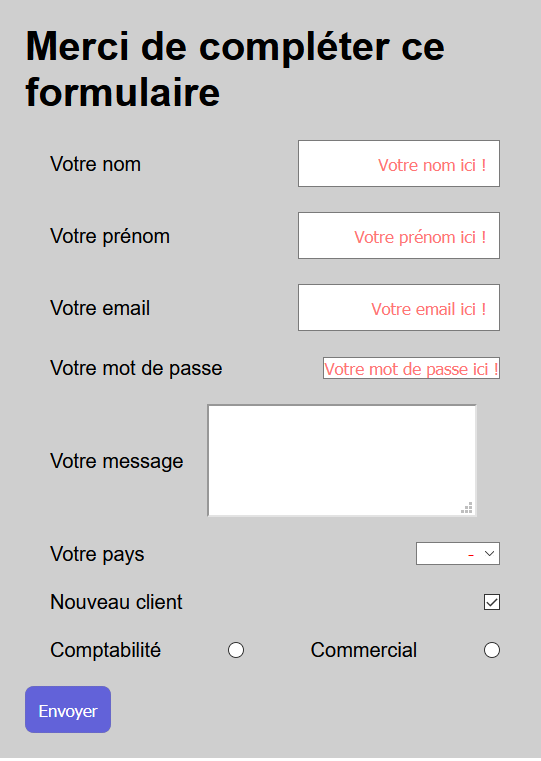 Merci de compléter ce
formulaire
Votre nom
Votre nom ici !
Votre prénom
Votre prénom ici !
Votre email
Votre email ici !
Votre mot de passe
Votre mot de passe ici !
Votre message
Votre pays
-
Nouveau client
Comptabilité
Commercial
Envoyer